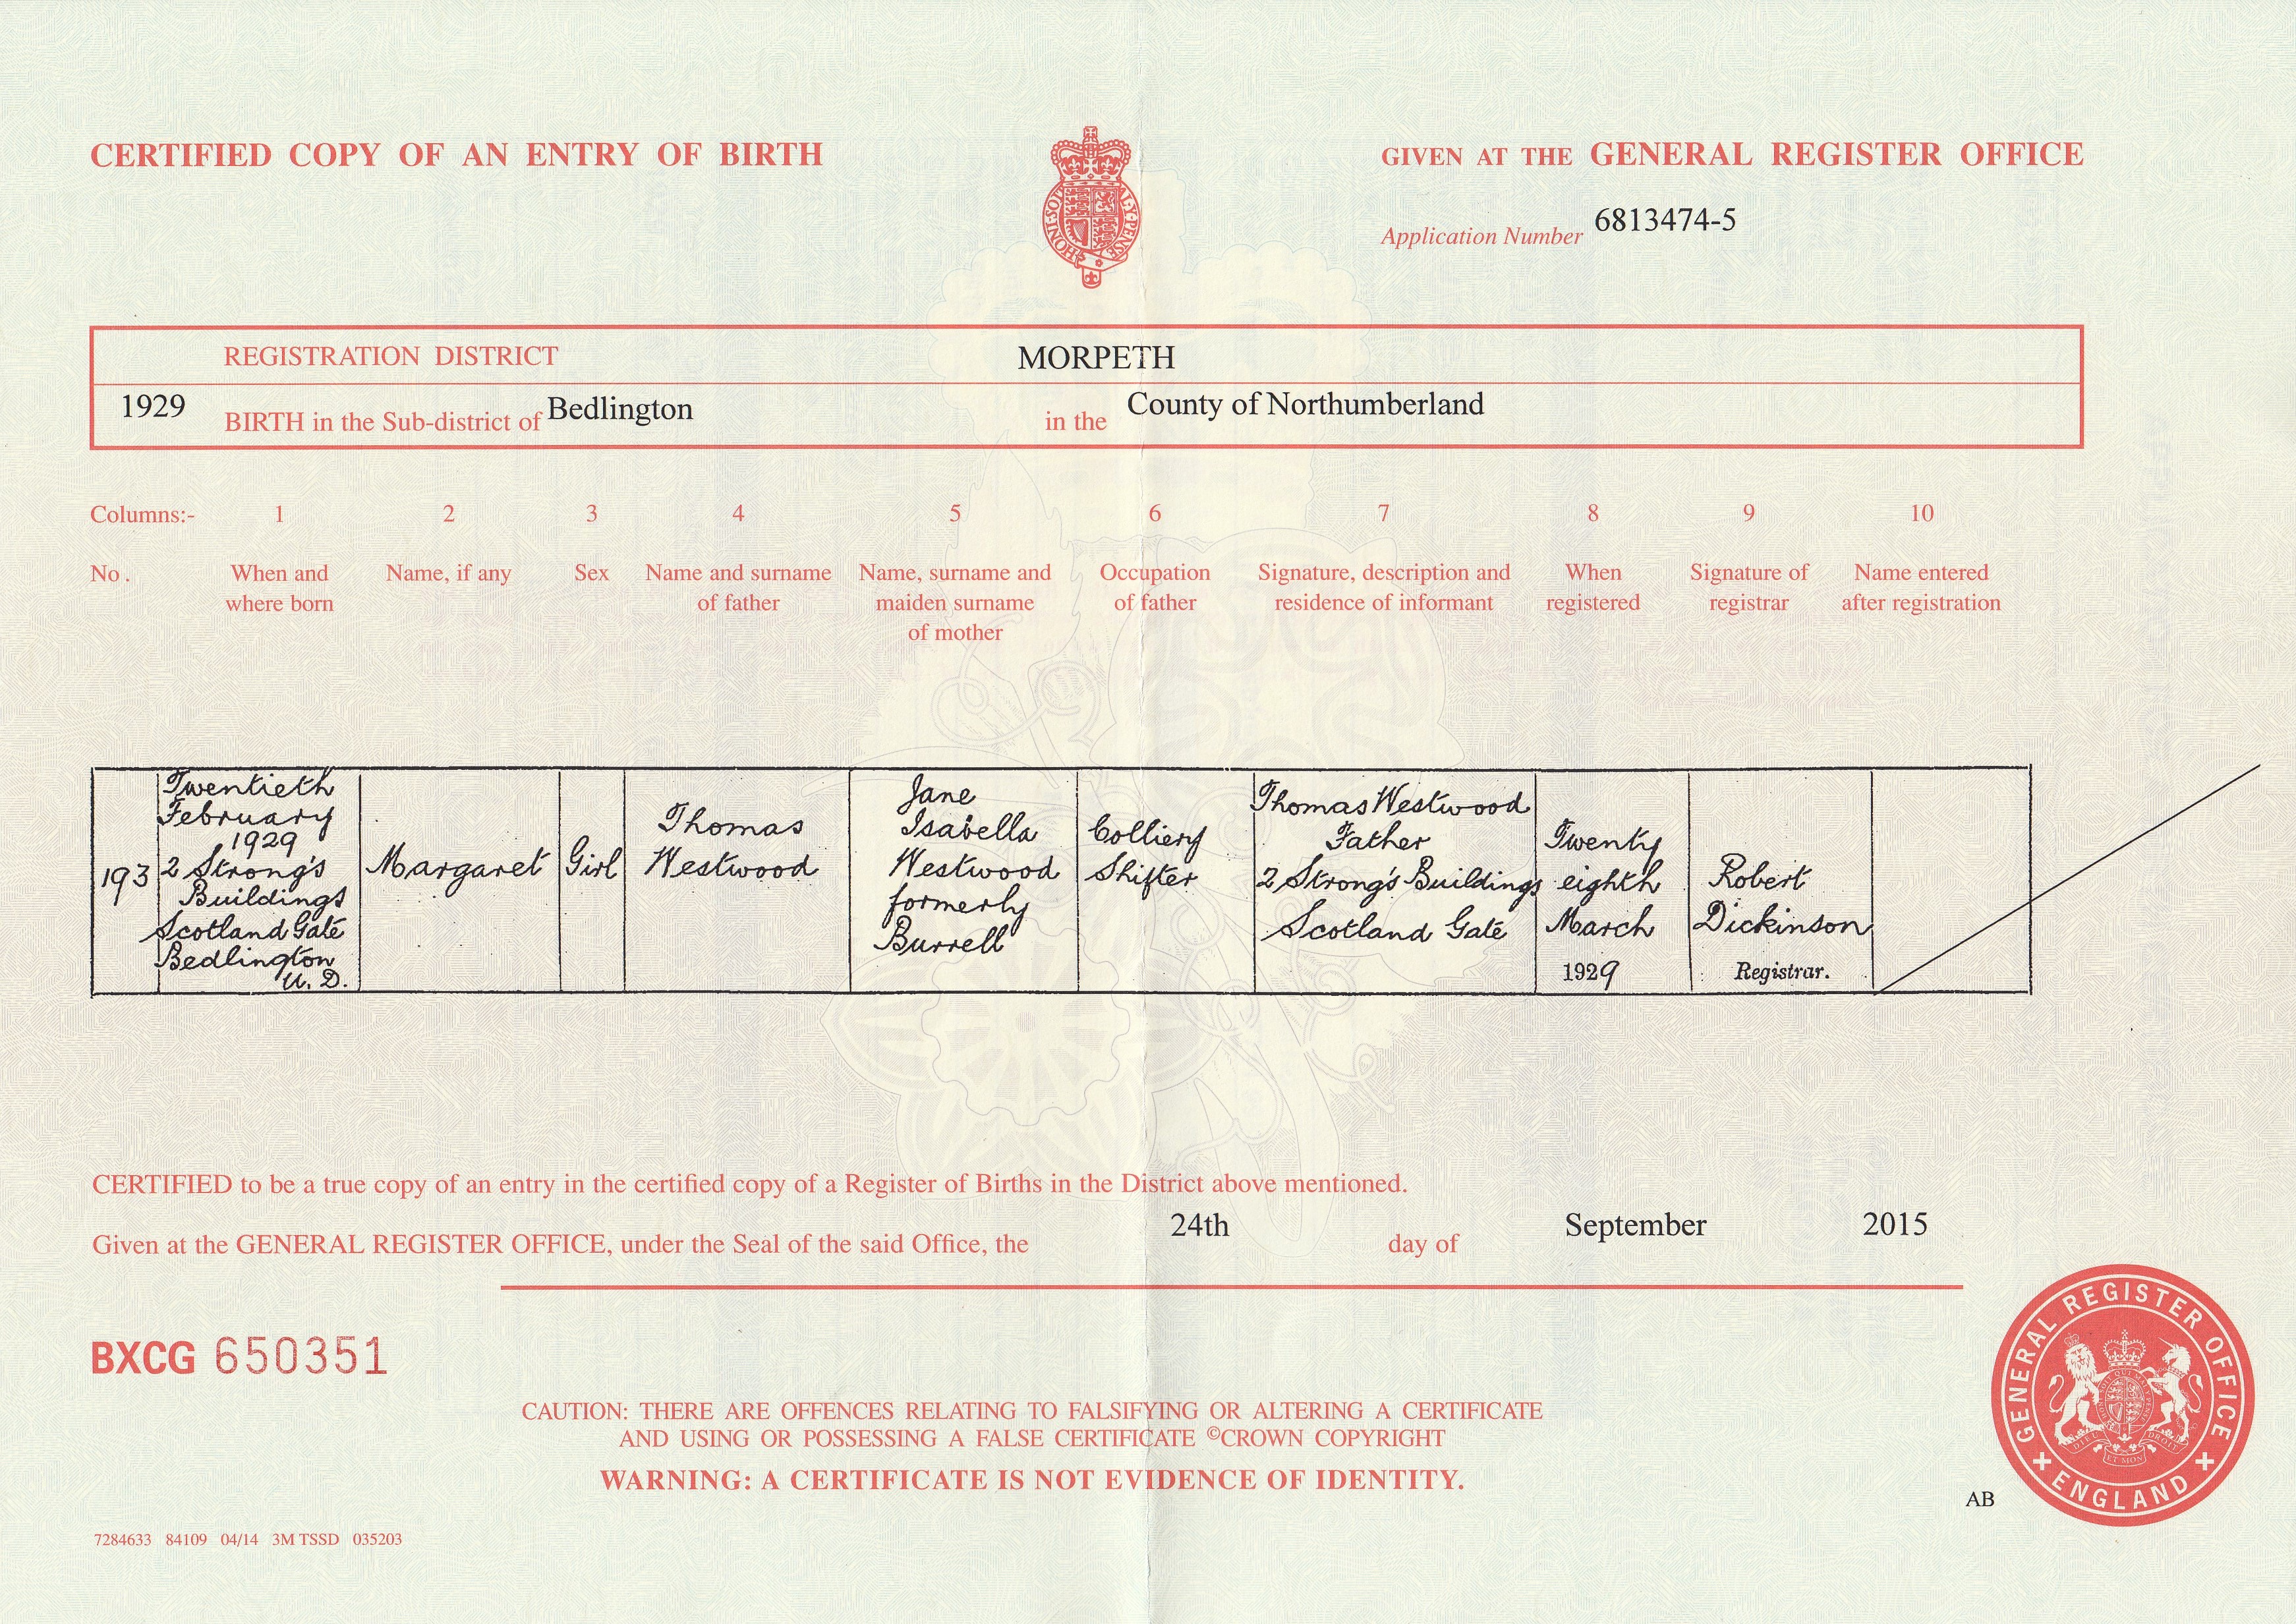 CERTIFIED COPY OF AN ENTRY OF BIRTH
GIVEN AT THE GENERAL REGISTER OFFICE
HONI·SOIT AL·Y·PENSE
Application Number 6813474-5
REGISTRATION DISTRICT MORPETH
1929 BIRTH in the Sub-district of Bedlington in the County of Northumberland
Columns:- 1 2 3 4 5 6 7 8 9 10
No. When and where born
Name, if any
Sex
Name and surname of father
Name, surname and maiden surname of mother
Occupation of father
Signature, description and residence of informant
When registered
Signature of registrar
Name entered after registration
193
Twentieth
February
1929
2 Strong's
Buildings
Scotland Gate
Bedlington
U. D.
Margaret
Girl
Thomas
Westwood
Jane
Isabella
Westwood
formerly
Burrell
Colliery
Shifter
Thomas Westwood
Father
2 Strong's Buildings
Scotland Gate
Twenty
eighth
March
1929
Robert
Dickinson
Registrar.
CERTIFIED to be a true copy of an entry in the certified copy of a Register of Births in the District above mentioned.
Given at the GENERAL REGISTER OFFICE, under the Seal of the said Office, the 24th day of September 2015
BXCG 650351
CAUTION: THERE ARE OFFENCES RELATING TO FALSIFYING OR ALTERING A CERTIFICATE
AND USING OR POSSESSING A FALSE CERTIFICATE ©CROWN COPYRIGHT
WARNING: A CERTIFICATE IS NOT EVIDENCE OF IDENTITY.
GENERAL REGISTER OFFICE
ENGLAND
AB
7284633 84109 04/14 3M TSSD 035203